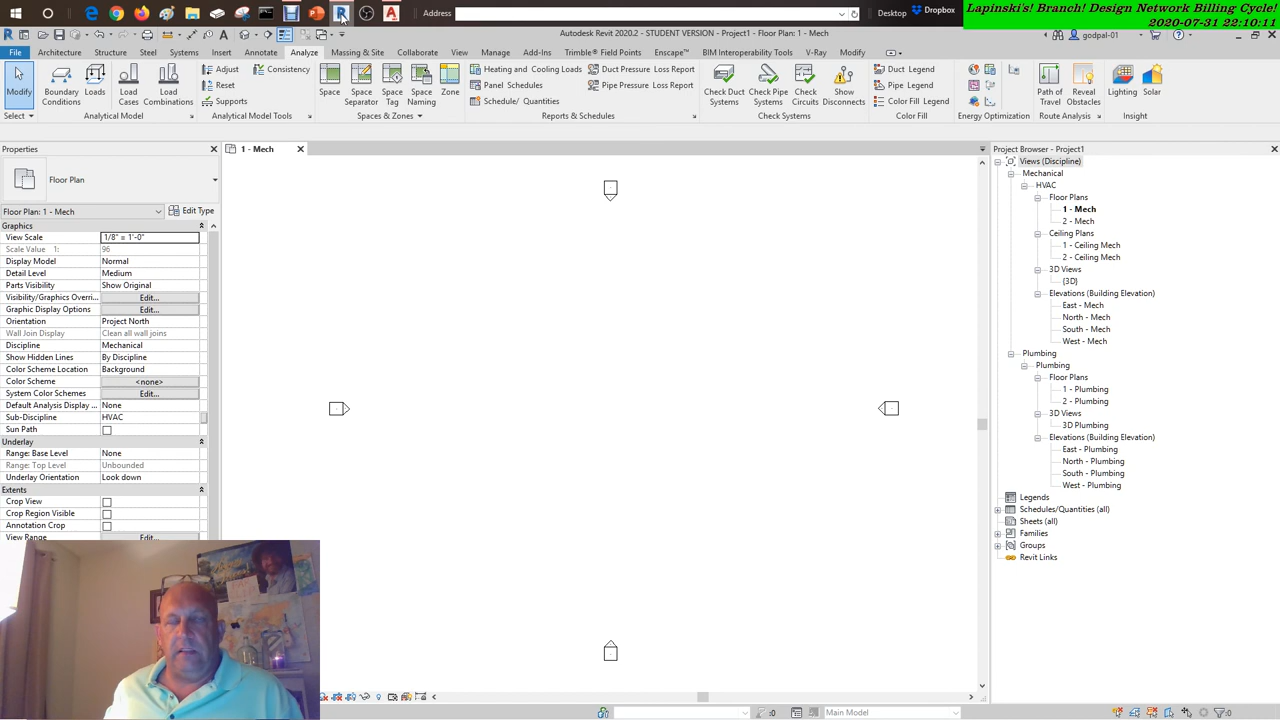 Address
Desktop
Dropbox
Lapinski's! Branch! Design Network Billing Cycle!
2020-07-31 22:10:11
Autodesk Revit 2020.2 - STUDENT VERSION - Project1 - Floor Plan: 1 - Mech
godpal-01
File Architecture Structure Steel Systems Insert Annotate Analyze Massing & Site Collaborate View Manage Add-Ins Trimble® Field Points Enscape™ BIM Interoperability Tools V-Ray Modify
Modify
Select
Boundary Conditions
Loads
Load Cases
Load Combinations
Analytical Model
Adjust
Reset
Supports
Consistency
Analytical Model Tools
Space
Space Separator
Space Tag
Space Naming
Zone
Spaces & Zones
Heating and Cooling Loads
Panel Schedules
Schedule/ Quantities
Duct Pressure Loss Report
Pipe Pressure Loss Report
Reports & Schedules
Check Duct Systems
Check Pipe Systems
Check Circuits
Show Disconnects
Check Systems
Duct Legend
Pipe Legend
Color Fill Legend
Color Fill
Energy Optimization
Path of Travel
Reveal Obstacles
Route Analysis
Lighting
Solar
Insight
Properties
Floor Plan
Floor Plan: 1 - Mech
Edit Type
Graphics
View Scale 1/8" = 1'-0"
Scale Value 1: 96
Display Model Normal
Detail Level Medium
Parts Visibility Show Original
Visibility/Graphics Overri... Edit...
Graphic Display Options Edit...
Orientation Project North
Wall Join Display Clean all wall joins
Discipline Mechanical
Show Hidden Lines By Discipline
Color Scheme Location Background
Color Scheme <none>
System Color Schemes Edit...
Default Analysis Display ... None
Sub-Discipline HVAC
Sun Path
Underlay
Range: Base Level None
Range: Top Level Unbounded
Underlay Orientation Look down
Extents
Crop View
Crop Region Visible
Annotation Crop
View Range Edit...
1 - Mech
Project Browser - Project1
Views (Discipline)
Mechanical
HVAC
Floor Plans
1 - Mech
2 - Mech
Ceiling Plans
1 - Ceiling Mech
2 - Ceiling Mech
3D Views
{3D}
Elevations (Building Elevation)
East - Mech
North - Mech
South - Mech
West - Mech
Plumbing
Plumbing
Floor Plans
1 - Plumbing
2 - Plumbing
3D Views
3D Plumbing
Elevations (Building Elevation)
East - Plumbing
North - Plumbing
South - Plumbing
West - Plumbing
Legends
Schedules/Quantities (all)
Sheets (all)
Families
Groups
Revit Links
:0
Main Model
:0